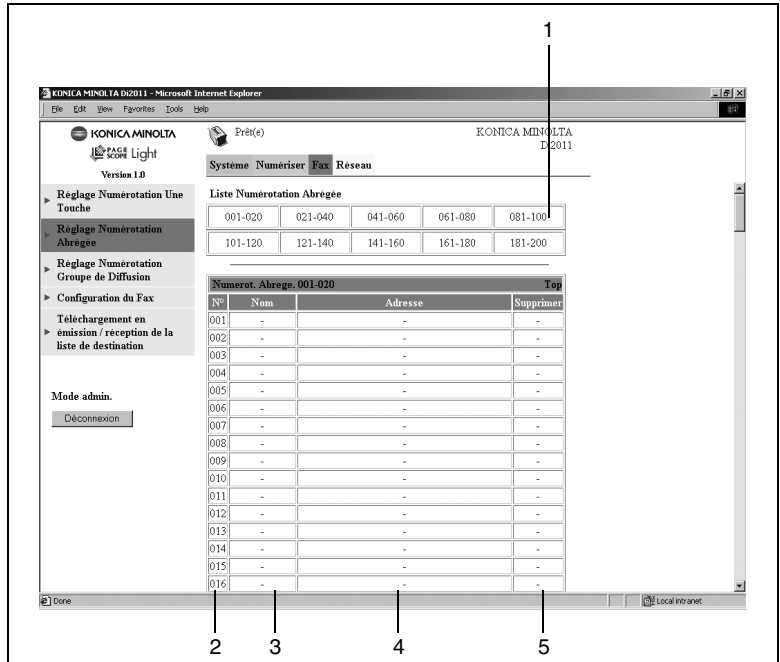 1
KONICA MINOLTA Di2011 - Microsoft Internet Explorer
File Edit View Favorites Tools Help
KONICA MINOLTA
PAGE SCOPE Light
Version 1.0
Prêt(e)
KONICA MINOLTA
Di2011
Système Numériser Fax Réseau
Réglage Numérotation Une
Touche
Réglage Numérotation
Abrégée
Réglage Numérotation
Groupe de Diffusion
Configuration du Fax
Téléchargement en
émission / réception de la
liste de destination
Mode admin.
Déconnexion
Liste Numérotation Abrégée
001-020 021-040 041-060 061-080 081-100
101-120 121-140 141-160 161-180 181-200
Numerot. Abrege. 001-020 Top
Nº Nom Adresse Supprimer
001 - - -
002 - - -
003 - - -
004 - - -
005 - - -
006 - - -
007 - - -
008 - - -
009 - - -
010 - - -
011 - - -
012 - - -
013 - - -
014 - - -
015 - - -
016 - - -
Done Local intranet
2 3 4 5